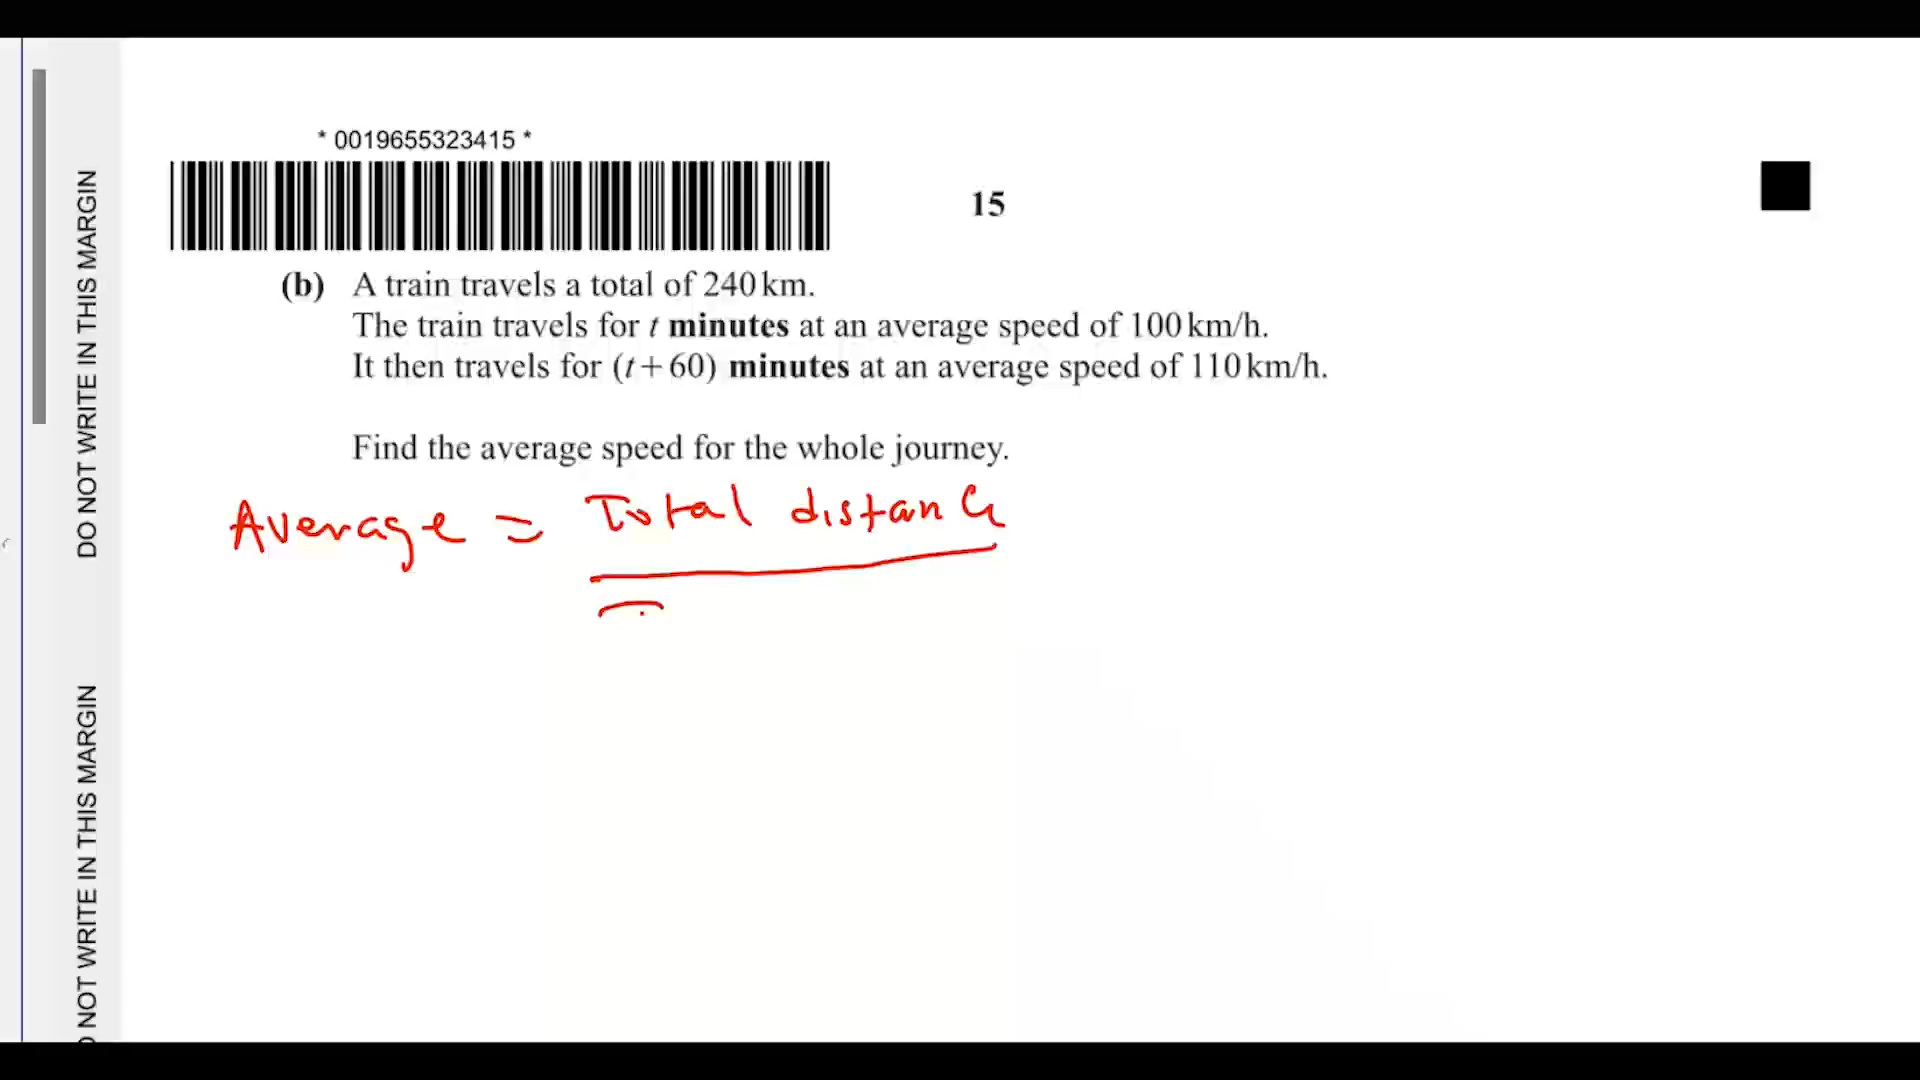 * 0019655323415 *
15
(b) A train travels a total of 240 km.
The train travels for t minutes at an average speed of 100 km/h.
It then travels for (t + 60) minutes at an average speed of 110 km/h.
Find the average speed for the whole journey.
Average = Total distance
DO NOT WRITE IN THIS MARGIN
O NOT WRITE IN THIS MARGIN